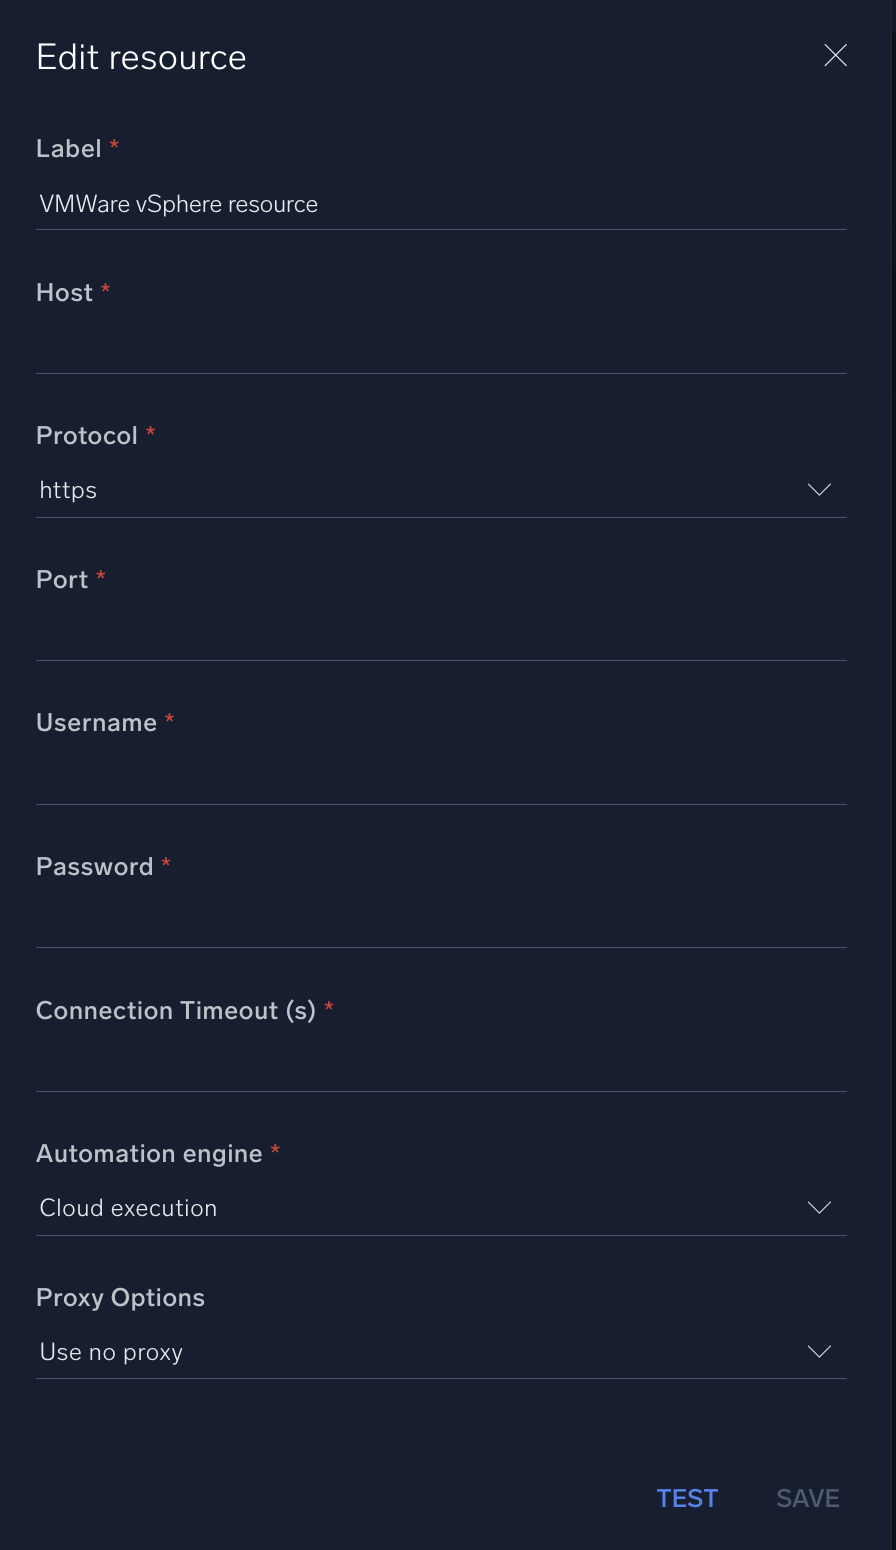 Edit resource
Label *
VMWare vSphere resource
Host *
Protocol *
https
Port *
Username *
Password *
Connection Timeout (s) *
Automation engine *
Cloud execution
Proxy Options
Use no proxy
TEST SAVE